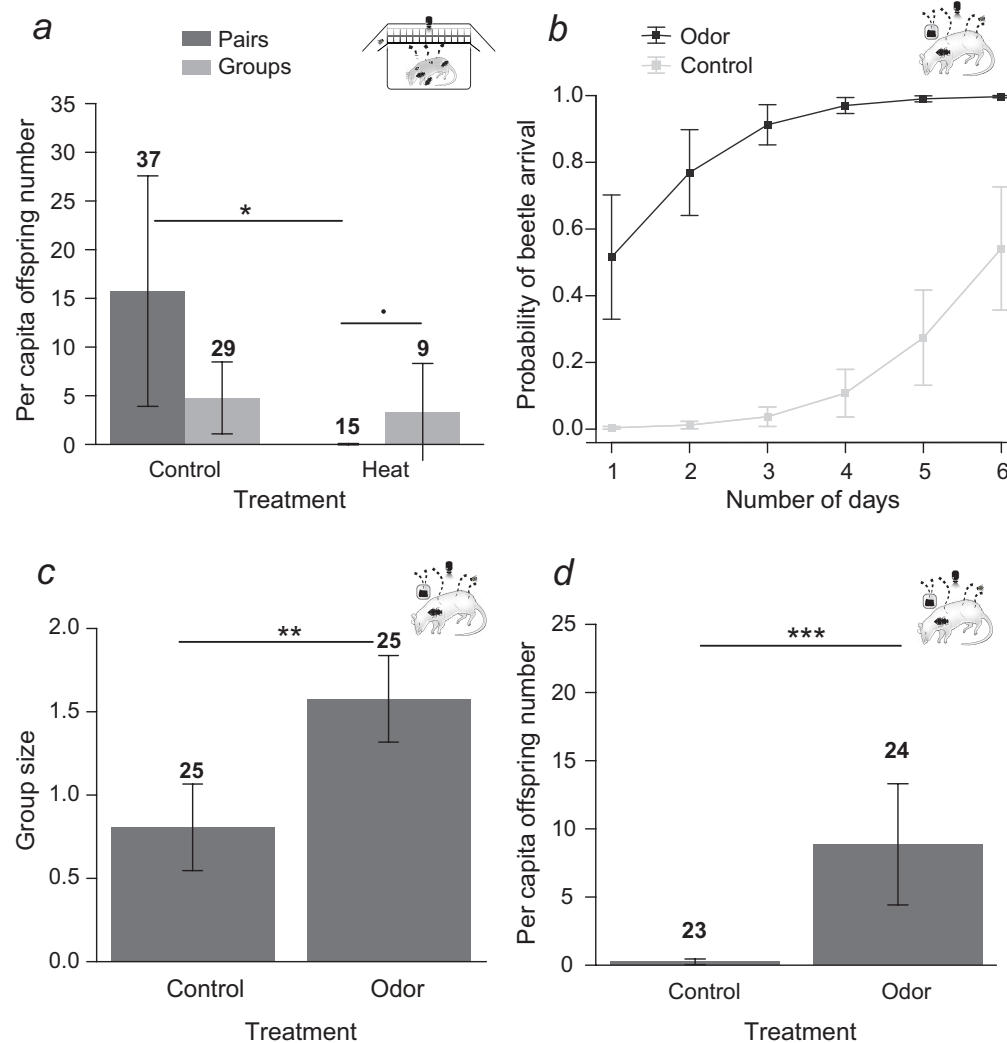 a
Pairs
Groups
Per capita offspring number
35
30
25
20
15
10
5
0
37
29
15
9
*
•
Control
Heat
Treatment
b
Odor
Control
Probability of beetle arrival
1.0
0.8
0.6
0.4
0.2
0.0
1 2 3 4 5 6
Number of days
c
Group size
2.0
1.5
1.0
0.5
0.0
**
25
25
Control
Odor
Treatment
d
Per capita offspring number
25
20
15
10
5
0
***
23
24
Control
Odor
Treatment